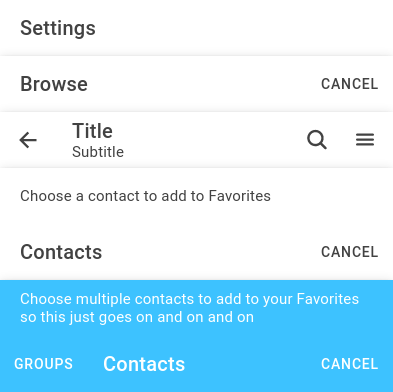 Settings
Browse CANCEL
Title
Subtitle
Choose a contact to add to Favorites
Contacts CANCEL
Choose multiple contacts to add to your Favorites
so this just goes on and on and on
GROUPS Contacts CANCEL